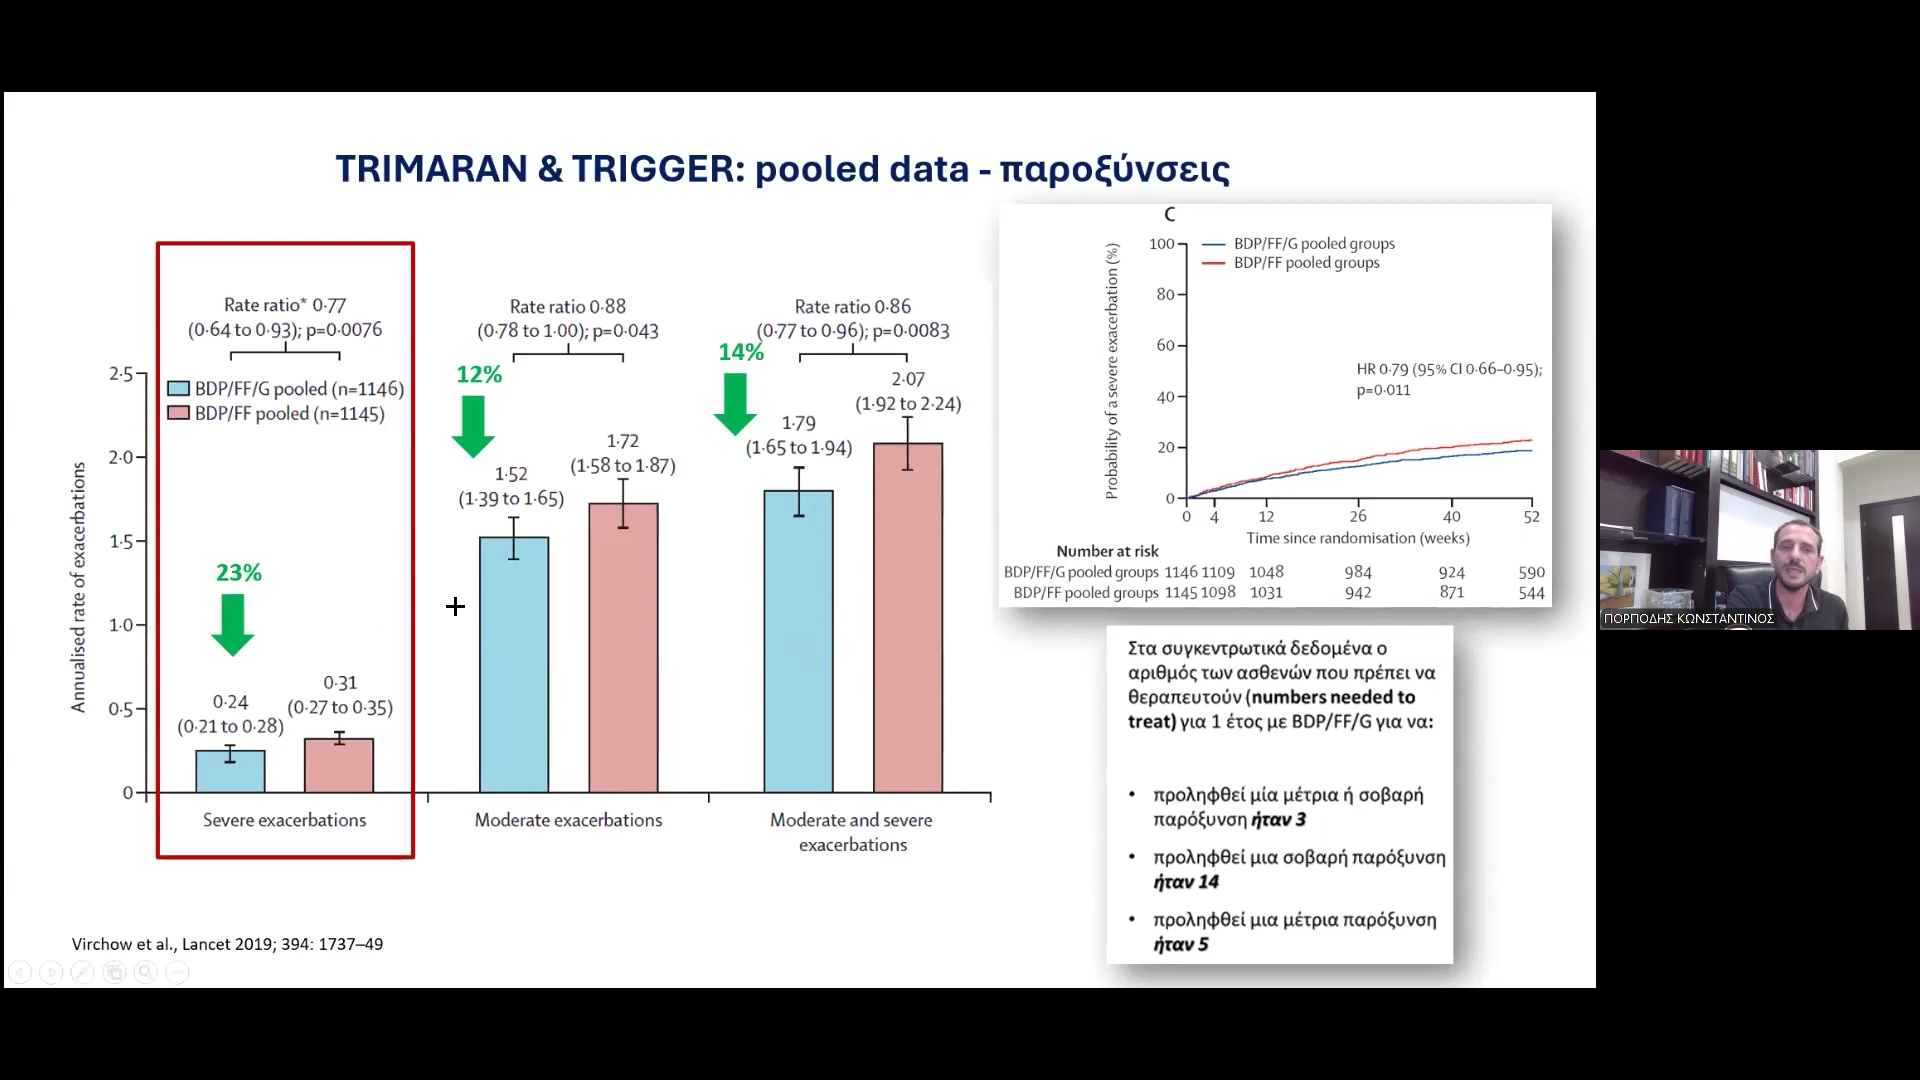 TRIMARAN & TRIGGER: pooled data - παροξύνσεις
Rate ratio* 0·77
(0·64 to 0·93); p=0·0076
Rate ratio 0·88
(0·78 to 1·00); p=0·043
Rate ratio 0·86
(0·77 to 0·96); p=0·0083
BDP/FF/G pooled (n=1146)
BDP/FF pooled (n=1145)
Annualised rate of exacerbations
2·5
2·0
1·5
1·0
0·5
0
23%
0·24
(0·21 to 0·28)
0·31
(0·27 to 0·35)
12%
1·52
(1·39 to 1·65)
1·72
(1·58 to 1·87)
14%
1·79
(1·65 to 1·94)
2·07
(1·92 to 2·24)
Severe exacerbations
Moderate exacerbations
Moderate and severe
exacerbations
C
BDP/FF/G pooled groups
BDP/FF pooled groups
Probability of a severe exacerbation (%)
100
80
60
40
20
0
HR 0·79 (95% CI 0·66–0·95);
p=0·011
0 4 12 26 40 52
Time since randomisation (weeks)
Number at risk
BDP/FF/G pooled groups 1146 1109 1048 984 924 590
BDP/FF pooled groups 1145 1098 1031 942 871 544
Στα συγκεντρωτικά δεδομένα ο
αριθμός των ασθενών που πρέπει να
θεραπευτούν (numbers needed to
treat) για 1 έτος με BDP/FF/G για να:
• προληφθεί μία μέτρια ή σοβαρή
παρόξυνση ήταν 3
• προληφθεί μια σοβαρή παρόξυνση
ήταν 14
• προληφθεί μια μέτρια παρόξυνση
ήταν 5
Virchow et al., Lancet 2019; 394: 1737–49
ΠΟΡΠΟΔΗΣ ΚΩΝΣΤΑΝΤΙΝΟΣ